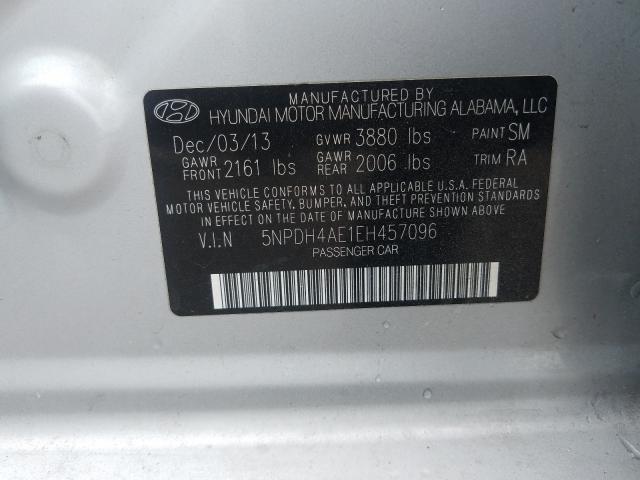 MANUFACTURED BY
HYUNDAI MOTOR MANUFACTURING ALABAMA, LLC
Dec/03/13 GVWR 3880 lbs PAINT SM
GAWR FRONT 2161 lbs GAWR REAR 2006 lbs TRIM RA
THIS VEHICLE CONFORMS TO ALL APPLICABLE U.S.A. FEDERAL
MOTOR VEHICLE SAFETY, BUMPER, AND THEFT PREVENTION STANDARDS
IN EFFECT ON THE DATE OF MANUFACTURE SHOWN ABOVE
V.I.N 5NPDH4AE1EH457096
PASSENGER CAR